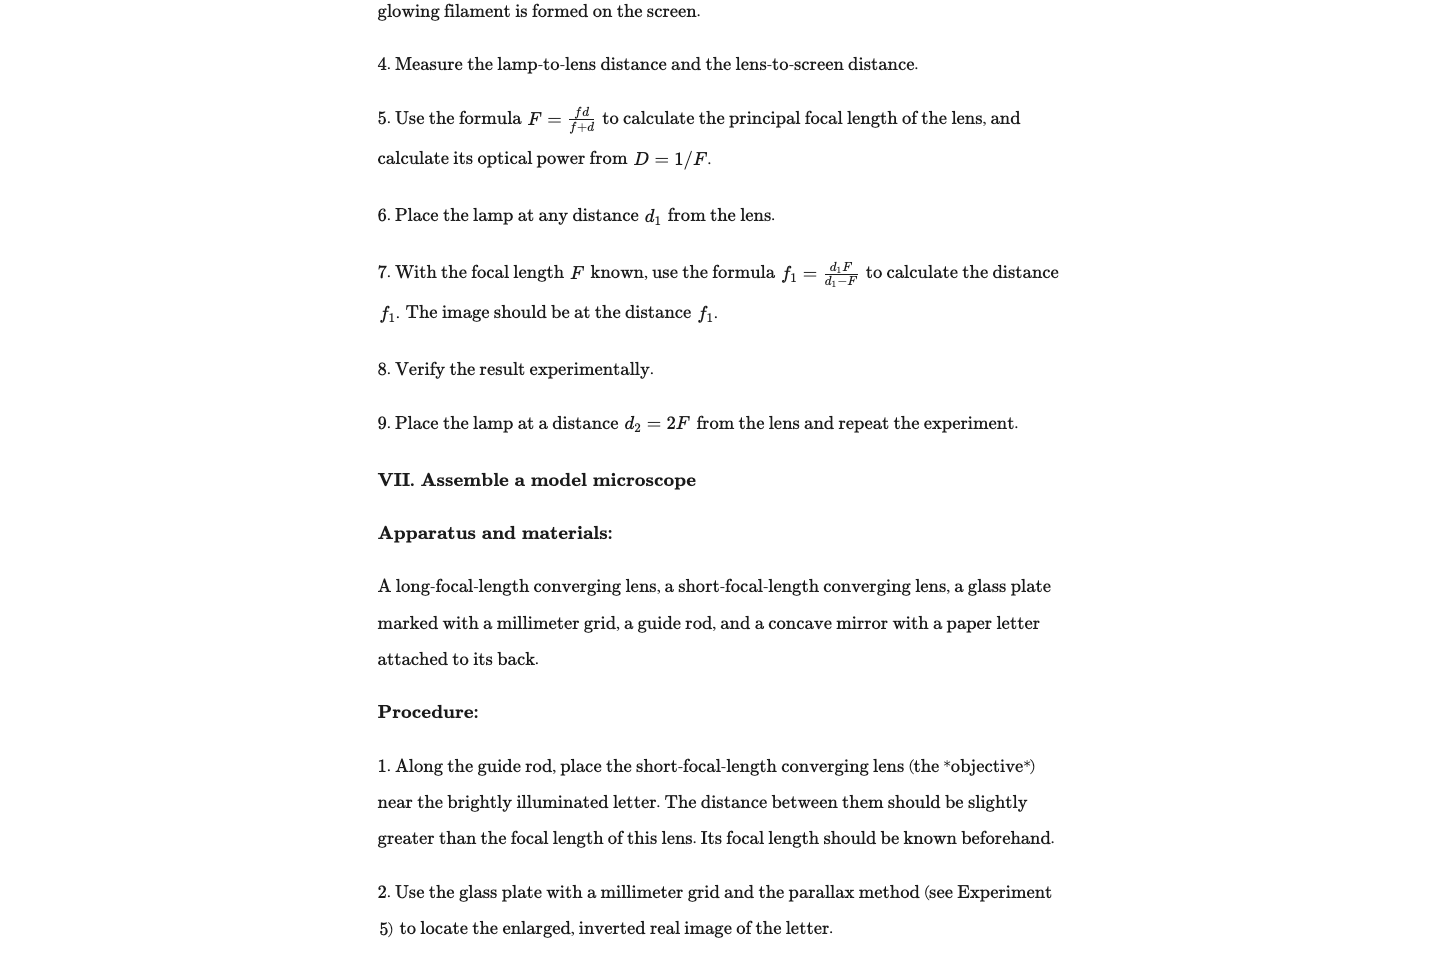 glowing filament is formed on the screen.
4. Measure the lamp-to-lens distance and the lens-to-screen distance.
5. Use the formula $F = \frac{fd}{f+d}$ to calculate the principal focal length of the lens, and
calculate its optical power from $D = 1/F$.
6. Place the lamp at any distance $d_1$ from the lens.
7. With the focal length $F$ known, use the formula $f_1 = \frac{d_1 F}{d_1 - F}$ to calculate the distance
$f_1$. The image should be at the distance $f_1$.
8. Verify the result experimentally.
9. Place the lamp at a distance $d_2 = 2F$ from the lens and repeat the experiment.
VII. Assemble a model microscope
Apparatus and materials:
A long-focal-length converging lens, a short-focal-length converging lens, a glass plate
marked with a millimeter grid, a guide rod, and a concave mirror with a paper letter
attached to its back.
Procedure:
1. Along the guide rod, place the short-focal-length converging lens (the *objective*)
near the brightly illuminated letter. The distance between them should be slightly
greater than the focal length of this lens. Its focal length should be known beforehand.
2. Use the glass plate with a millimeter grid and the parallax method (see Experiment
5) to locate the enlarged, inverted real image of the letter.